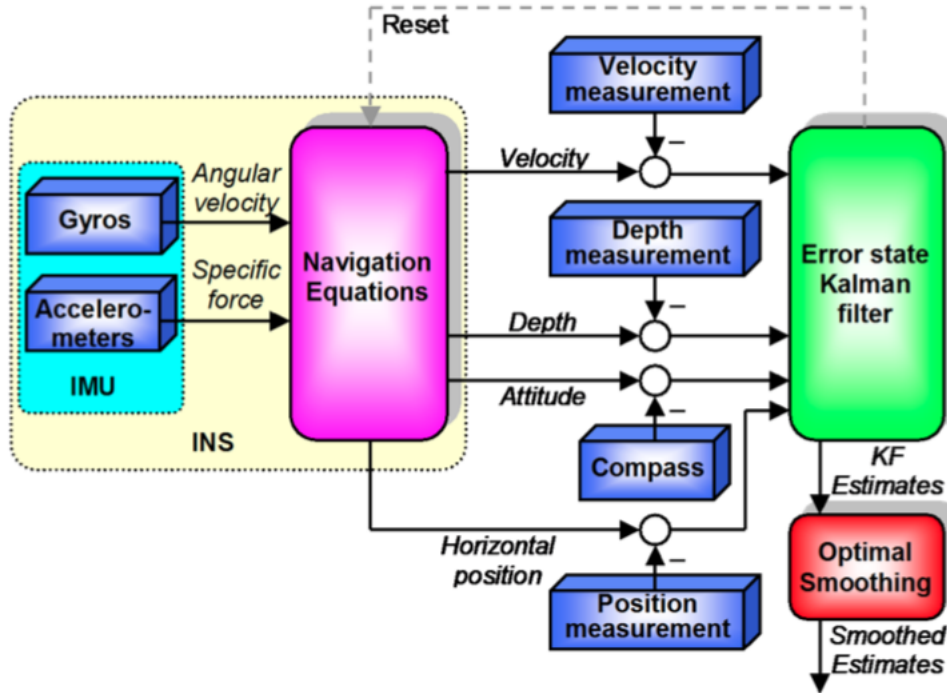 Reset
Velocity
measurement
–
Angular
velocity
Velocity
Gyros
Depth
measurement
–
Navigation
Equations
Error state
Kalman
filter
Specific
force
Accelero-
meters
Depth
IMU
Attitude
–
INS
Compass
KF
Estimates
Horizontal
position
–
Optimal
Smoothing
Position
measurement
Smoothed
Estimates